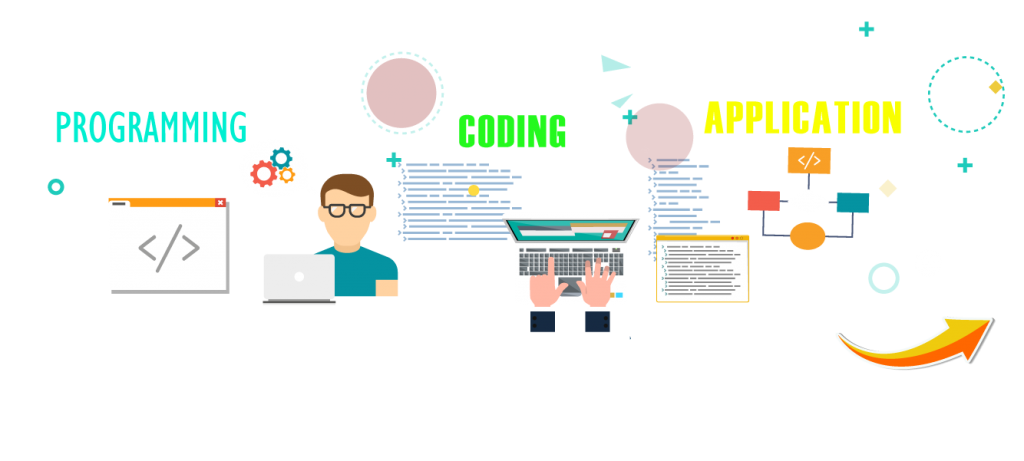 PROGRAMMING
CODING
APPLICATION
</>
</>